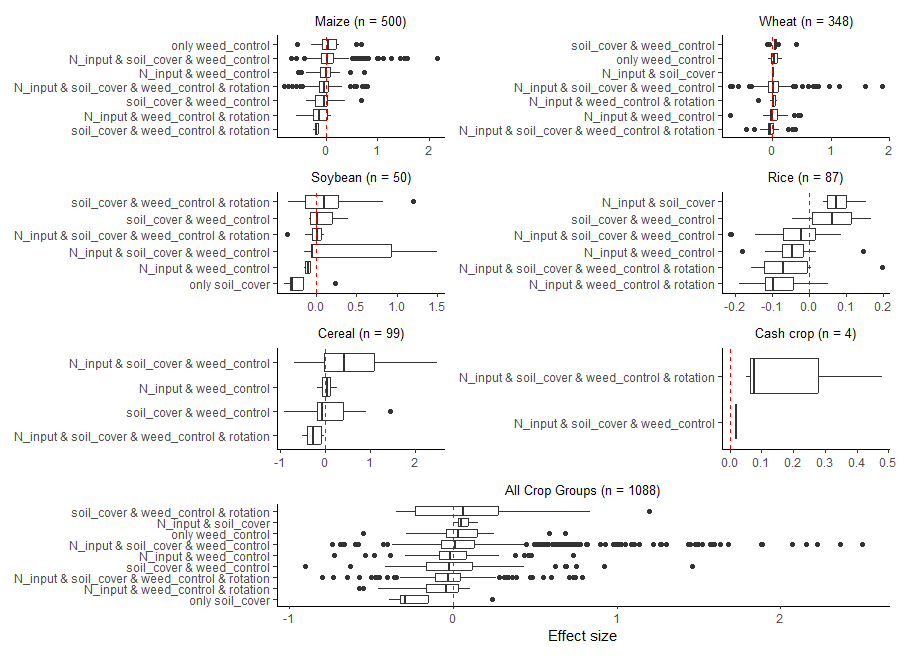 Maize (n = 500)
only weed_control
N_input & soil_cover & weed_control
N_input & weed_control
N_input & soil_cover & weed_control & rotation
soil_cover & weed_control
N_input & weed_control & rotation
soil_cover & weed_control & rotation
0 1 2
Wheat (n = 348)
soil_cover & weed_control
only weed_control
N_input & soil_cover
N_input & soil_cover & weed_control
N_input & weed_control & rotation
N_input & weed_control
N_input & soil_cover & weed_control & rotation
0 1 2
Soybean (n = 50)
soil_cover & weed_control & rotation
soil_cover & weed_control
N_input & soil_cover & weed_control & rotation
N_input & soil_cover & weed_control
N_input & weed_control
only soil_cover
0.0 0.5 1.0 1.5
Rice (n = 87)
N_input & soil_cover
soil_cover & weed_control
N_input & soil_cover & weed_control
N_input & weed_control
N_input & soil_cover & weed_control & rotation
N_input & weed_control & rotation
-0.2 -0.1 0.0 0.1 0.2
Cereal (n = 99)
N_input & soil_cover & weed_control
N_input & weed_control
soil_cover & weed_control
N_input & soil_cover & weed_control & rotation
-1 0 1 2
Cash crop (n = 4)
N_input & soil_cover & weed_control & rotation
N_input & soil_cover & weed_control
0.0 0.1 0.2 0.3 0.4 0.5
All Crop Groups (n = 1088)
soil_cover & weed_control & rotation
N_input & soil_cover
only weed_control
N_input & soil_cover & weed_control
N_input & weed_control
soil_cover & weed_control
N_input & soil_cover & weed_control & rotation
N_input & weed_control & rotation
only soil_cover
-1 0 1 2
Effect size